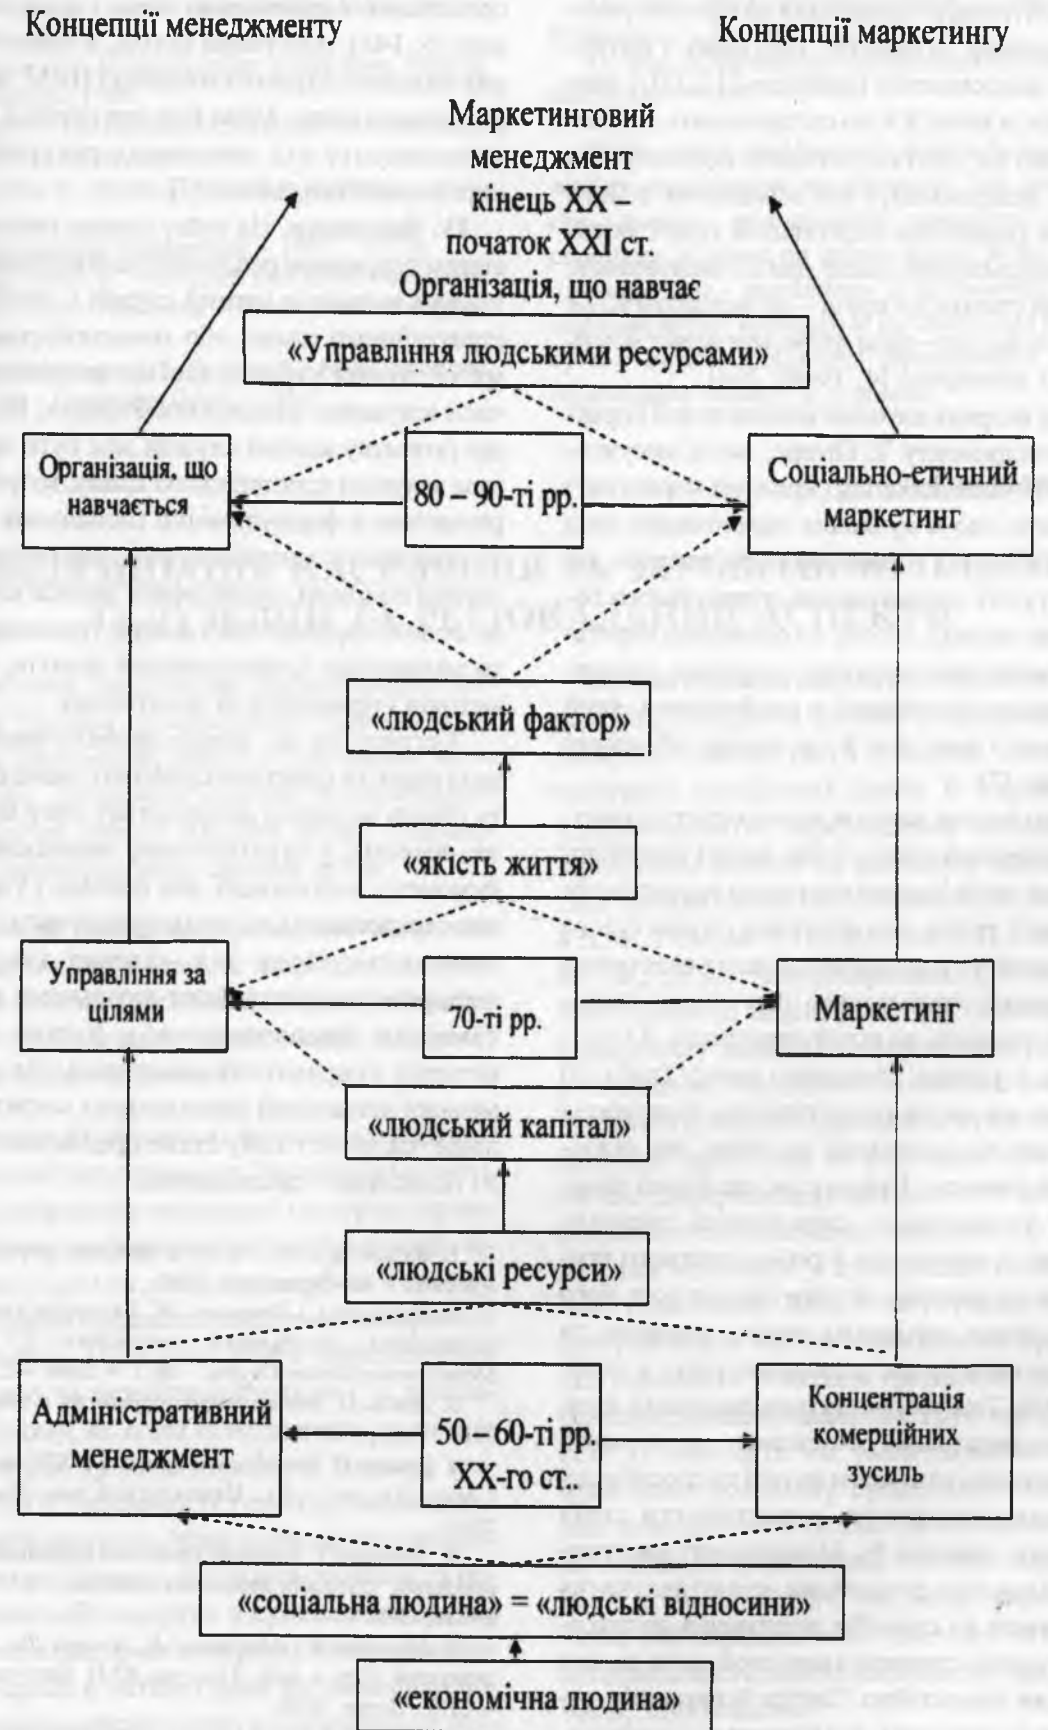 Концепції менеджменту
Концепції маркетингу
Маркетинговий
менеджмент
кінець XX –
початок XXI ст.
Організація, що навчає
«Управління людськими ресурсами»
Організація, що
навчається
80 – 90-ті рр.
Соціально-етичний
маркетинг
«людський фактор»
«якість життя»
Управління за
цілями
70-ті рр.
Маркетинг
«людський капітал»
«людські ресурси»
Адміністративний
менеджмент
50 – 60-ті рр.
XX-го ст..
Концентрація
комерційних
зусиль
«соціальна людина» = «людські відносини»
«економічна людина»